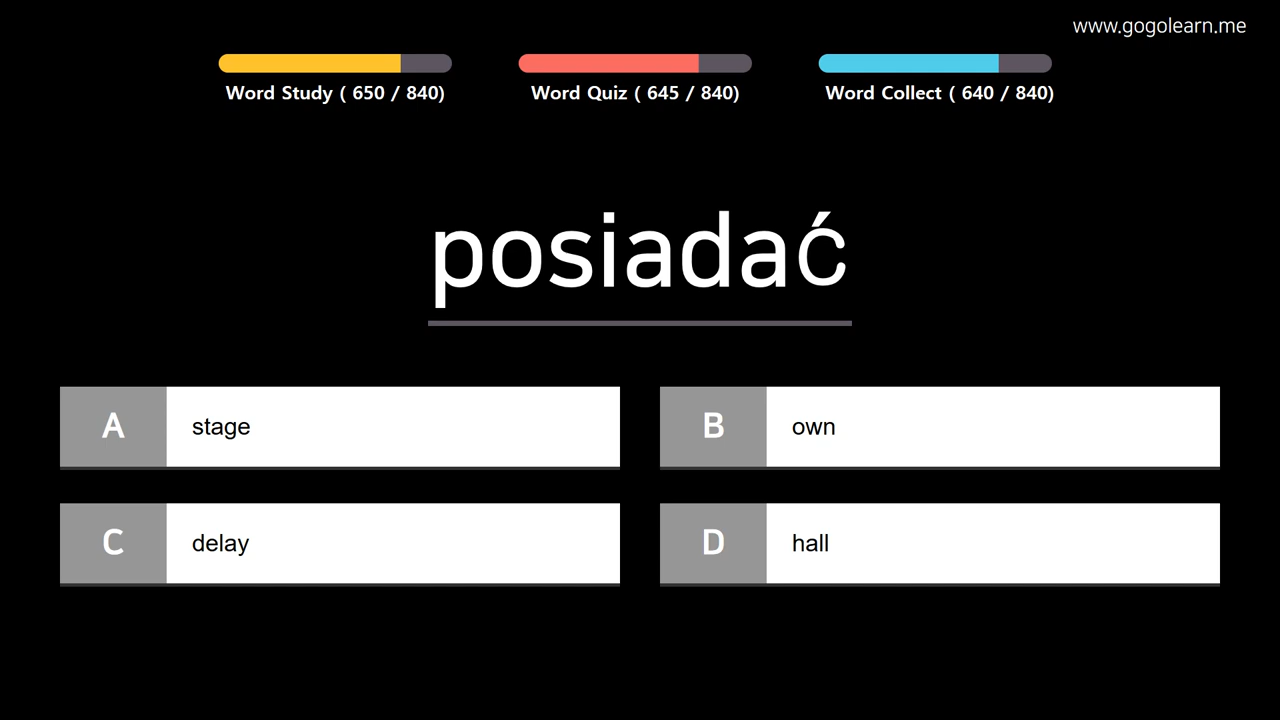 www.gogolearn.me
Word Study ( 650 / 840)
Word Quiz ( 645 / 840)
Word Collect ( 640 / 840)
posiadać
A stage
B own
C delay
D hall